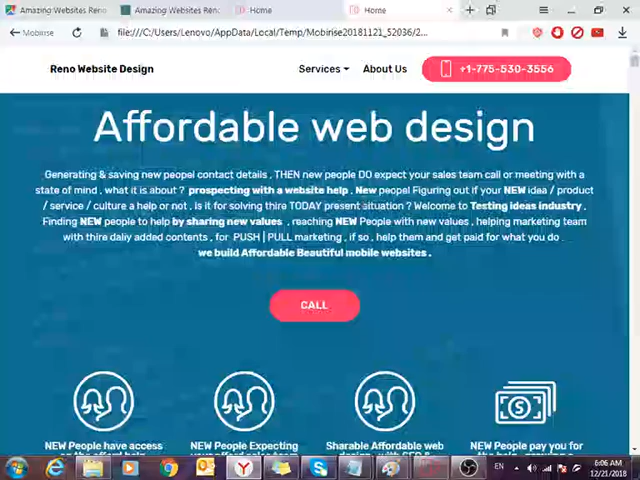 Amazing Websites Reno
Amazing Websites Ren
Home
Home
Mobirise
file:///C:/Users/Lenovo/AppData/Local/Temp/Mobirise20181121_52036/2...
Reno Website Design
Services
About Us
+1-775-530-3556
Affordable web design
Generating & saving new peopel contact details , THEN new people DO expect your sales team call or meeting with a
state of mind , what it is about ? prospecting with a website help . New peopel Figuring out if your NEW idea / product
/ service / culture a help or not , is it for solving thire TODAY present situation ? Welcome to Testing ideas industry .
Finding NEW people to help by sharing new values , reaching NEW People with new values , helping marketing team
with thire daliy added contents , for PUSH | PULL marketing , if so , help them and get paid for what you do .
we build Affordable Beautiful mobile websites .
CALL
NEW People have access
NEW People Expecting
Sharable Affordable web
NEW People pay you for
EN
6:06 AM
12/21/2018